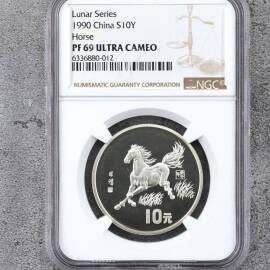 Lunar Series
1990 China S10Y
Horse
PF 69 ULTRA CAMEO
6336880-012
NGC
NUMISMATIC GUARANTY CORPORATION
10元